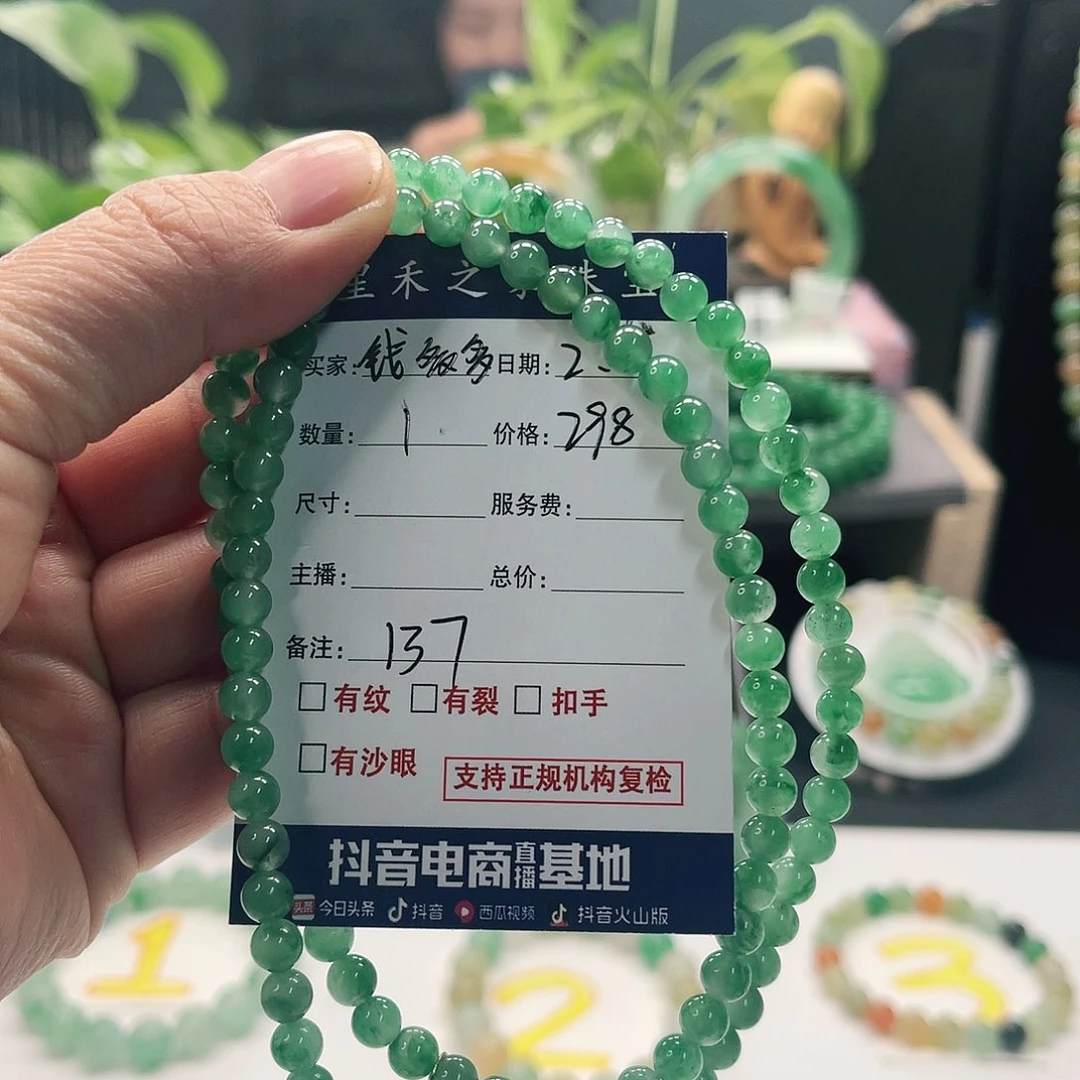 禾之
买家: 钱多 日期: 2
数量: 1 价格: 298
尺寸: 服务费:
主播: 总价:
备注: 137
□有纹 □有裂 □扣手
□有沙眼 支持正规机构复检
抖音电商直播基地
头条 今日头条 抖音 西瓜视频 抖音火山版
1 2 3